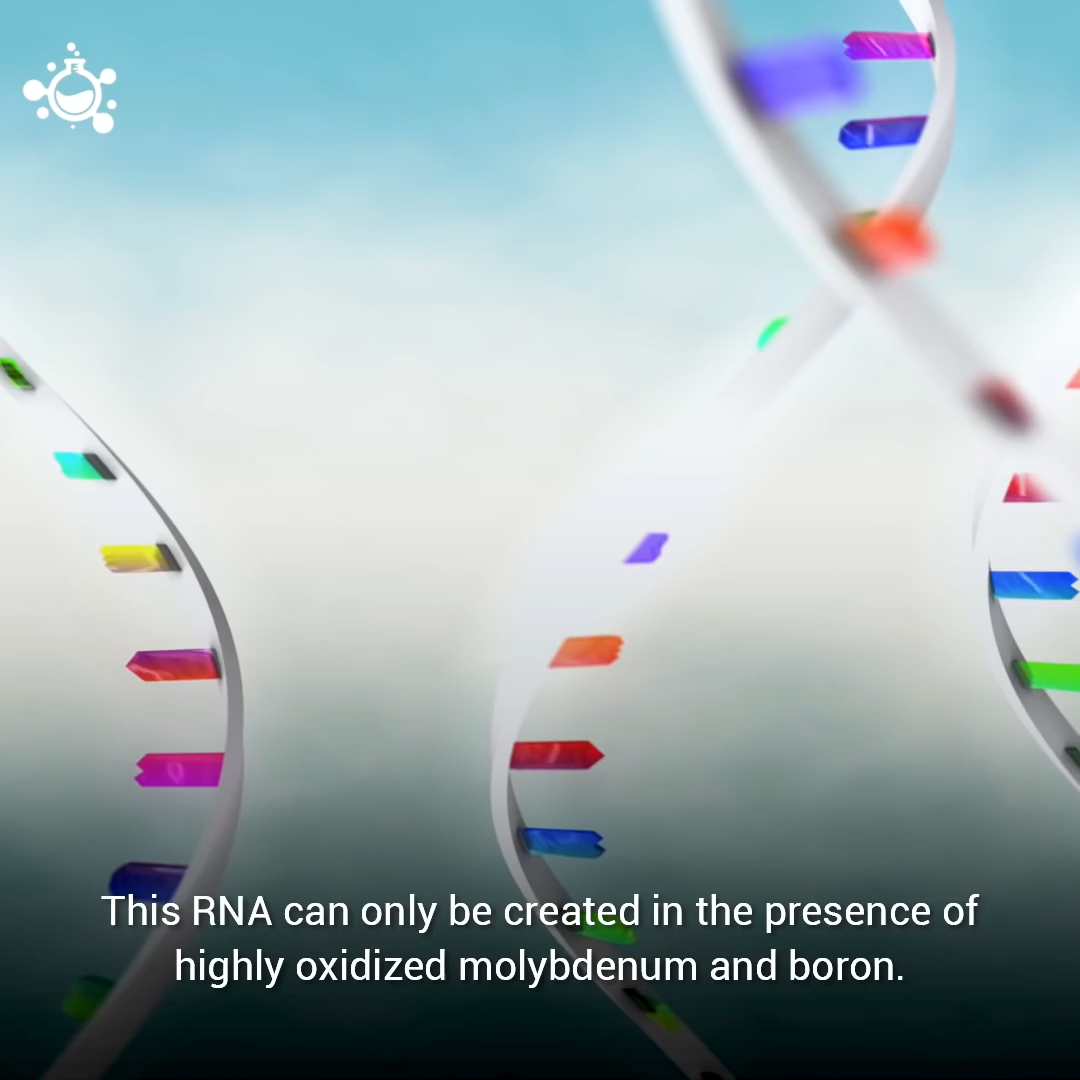 This RNA can only be created in the presence of
highly oxidized molybdenum and boron.